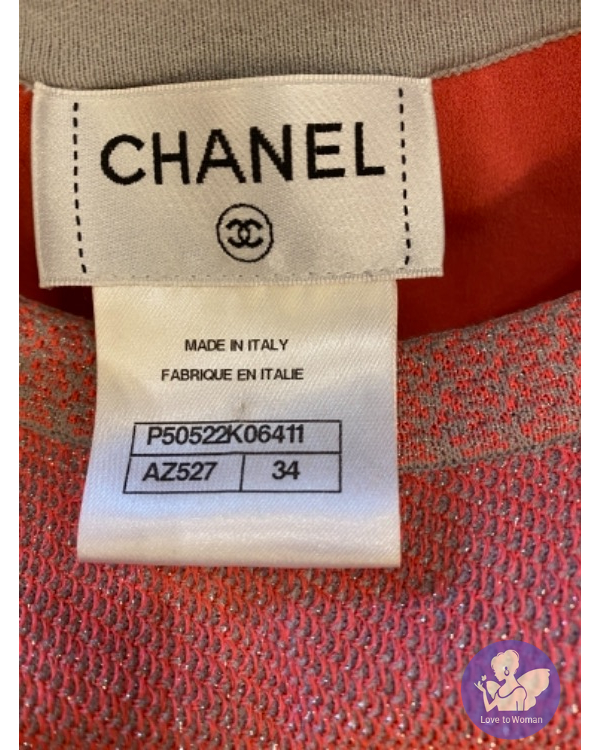 CHANEL
MADE IN ITALY
FABRIQUE EN ITALIE
P50522K06411
AZ527 34
Love to Woman